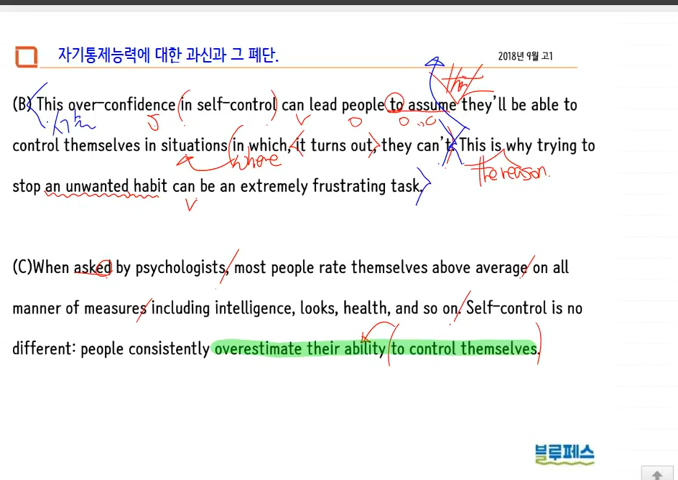 자기통제능력에 대한 과신과 그 폐단.
2018년 9월 고1
that
(B) This over-confidence in self-control can lead people to assume they'll be able to
S V O O.C
control themselves in situations in which, it turns out, they can't. This is why trying to
where the reason
stop an unwanted habit can be an extremely frustrating task.
V
(C)When asked by psychologists, most people rate themselves above average on all
manner of measures including intelligence, looks, health, and so on. Self-control is no
different: people consistently overestimate their ability to control themselves.
블루페스